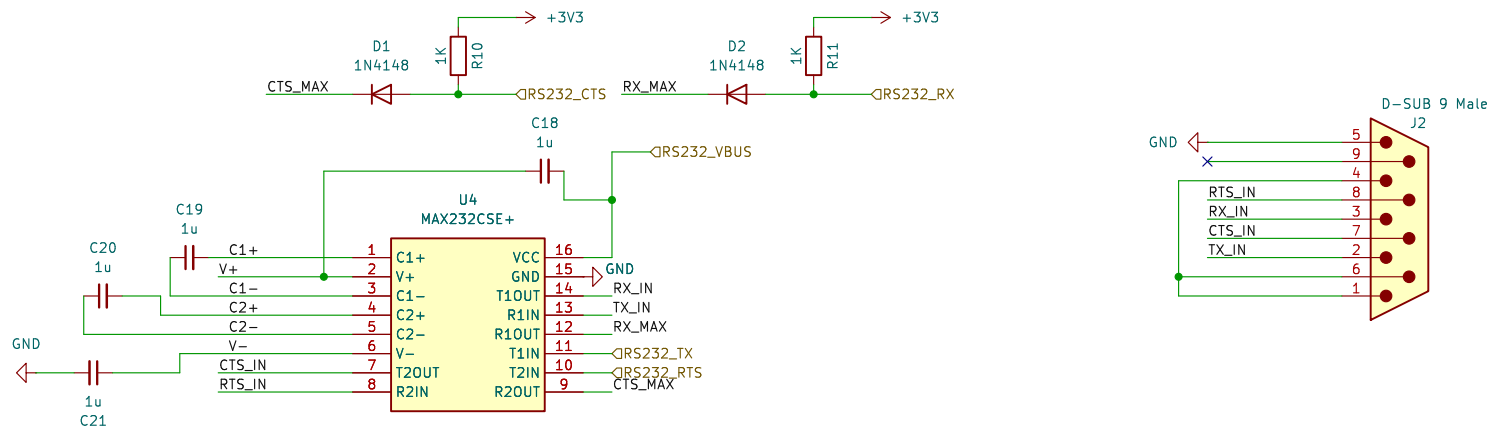 +3V3
D1
1N4148
1K
R10
CTS_MAX
RS232_CTS
+3V3
D2
1N4148
1K
R11
RX_MAX
RS232_RX
C18
1u
RS232_VBUS
U4
MAX232CSE+
C19
1u
C20
1u
C1+
V+
C1-
C2+
C2-
V-
CTS_IN
RTS_IN
GND
1u
C21
1 C1+
2 V+
3 C1-
4 C2+
5 C2-
6 V-
7 T2OUT
8 R2IN
VCC 16
GND 15
T1OUT 14
R1IN 13
R1OUT 12
T1IN 11
T2IN 10
R2OUT 9
GND
RX_IN
TX_IN
RX_MAX
RS232_TX
RS232_RTS
CTS_MAX
D-SUB 9 Male
J2
GND
5
9
4
RTS_IN 8
RX_IN 3
CTS_IN 7
TX_IN 2
6
1